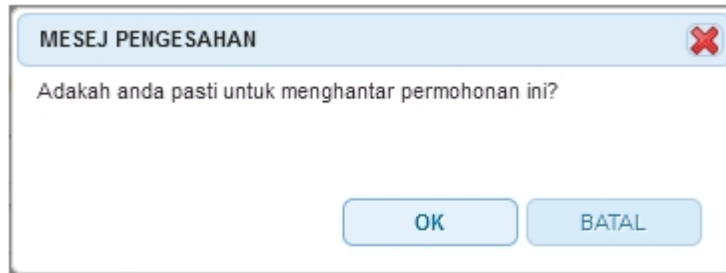 MESEJ PENGESAHAN
Adakah anda pasti untuk menghantar permohonan ini?
OK
BATAL